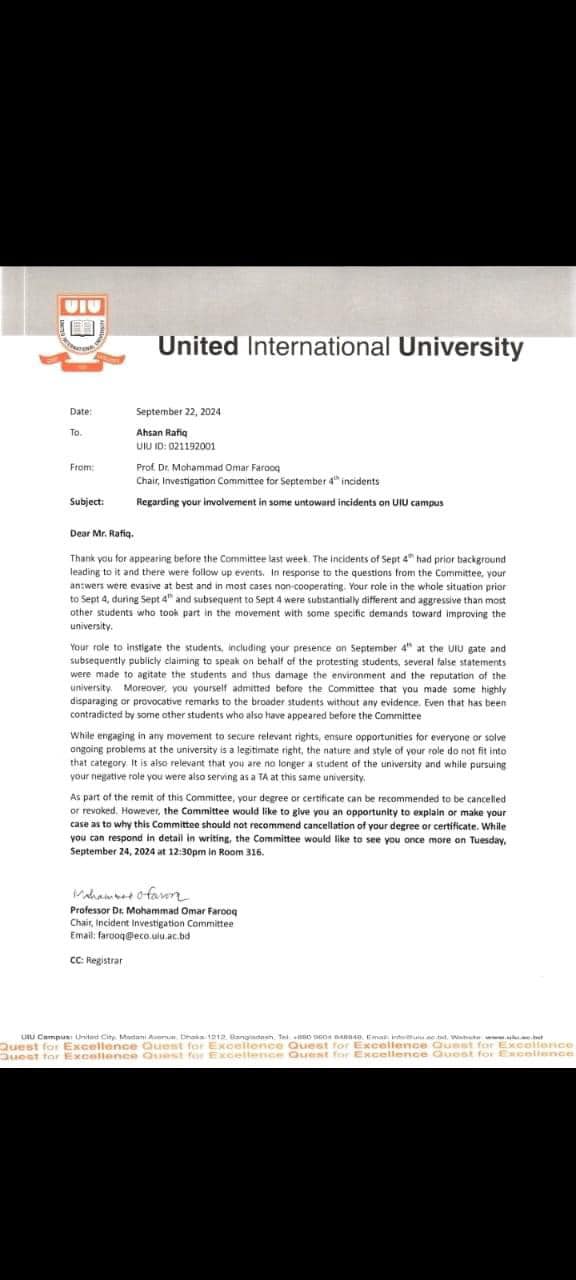 UIU
UNITED INTERNATIONAL UNIVERSITY
United International University
Date: September 22, 2024
To. Ahsan Rafiq
UIU ID: 021192001
From: Prof. Dr. Mohammad Omar Farooq
Chair, Investigation Committee for September 4th incidents
Subject: Regarding your involvement in some untoward incidents on UIU campus
Dear Mr. Rafiq.
Thank you for appearing before the Committee last week. The incidents of Sept 4th had prior background
leading to it and there were follow up events. In response to the questions from the Committee, your
answers were evasive at best and in most cases non-cooperating. Your role in the whole situation prior
to Sept 4, during Sept 4th and subsequent to Sept 4 were substantially different and aggressive than most
other students who took part in the movement with some specific demands toward improving the
university.
Your role to instigate the students, including your presence on September 4th at the UIU gate and
subsequently publicly claiming to speak on behalf of the protesting students, several false statements
were made to agitate the students and thus damage the environment and the reputation of the
university. Moreover, you yourself admitted before the Committee that you made some highly
disparaging or provocative remarks to the broader students without any evidence. Even that has been
contradicted by some other students who also have appeared before the Committee
While engaging in any movement to secure relevant rights, ensure opportunities for everyone or solve
ongoing problems at the university is a legitimate right, the nature and style of your role do not fit into
that category. It is also relevant that you are no longer a student of the university and while pursuing
your negative role you were also serving as a TA at this same university.
As part of the remit of this Committee, your degree or certificate can be recommended to be cancelled
or revoked. However, the Committee would like to give you an opportunity to explain or make your
case as to why this Committee should not recommend cancellation of your degree or certificate. While
you can respond in detail in writing, the Committee would like to see you once more on Tuesday,
September 24, 2024 at 12:30pm in Room 316.
Professor Dr. Mohammad Omar Farooq
Chair, Incident Investigation Committee
Email: farooq@eco.uiu.ac.bd
CC: Registrar
UIU Campus: United City, Madani Avenue, Dhaka-1212, Bangladesh, Tel. +880 9604 848848, Email: info@uiu.ac.bd, Website: www.uiu.ac.bd
Quest for Excellence Quest for Excellence Quest for Excellence Quest for Excellence
Quest for Excellence Quest for Excellence Quest for Excellence Quest for Excellence